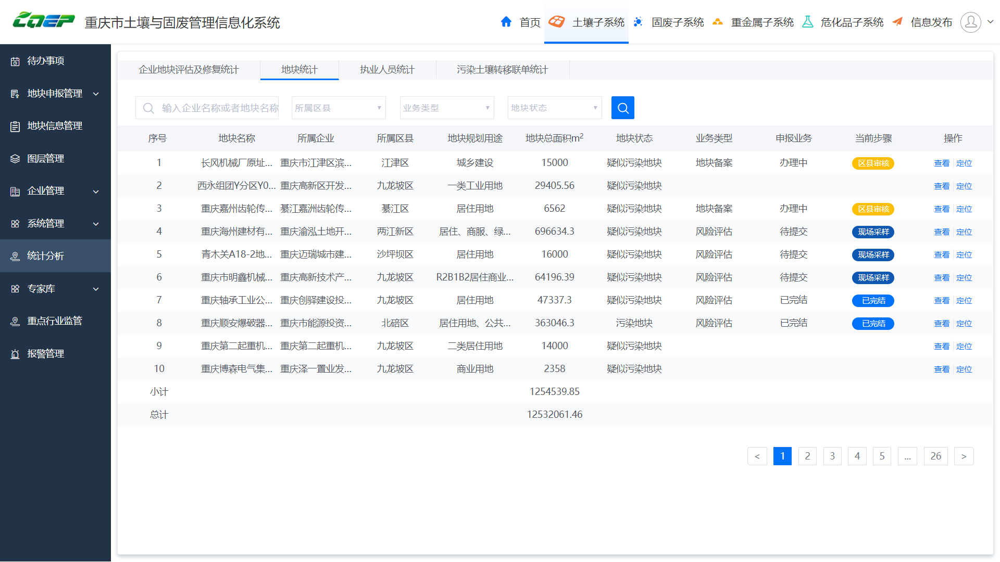 CQEP 重庆市土壤与固废管理信息化系统 首页 土壤子系统 固废子系统 重金属子系统 危化品子系统 信息发布
待办事项
地块申报管理
地块信息管理
图层管理
企业管理
系统管理
统计分析
专家库
重点行业监管
报警管理
企业地块评估及修复统计 地块统计 执业人员统计 污染土壤转移联单统计
输入企业名称或者地块名称 所属区县 业务类型 地块状态
序号 地块名称 所属企业 所属区县 地块规划用途 地块总面积m² 地块状态 业务类型 申报业务 当前步骤 操作
1 长风机械厂原址... 重庆市江津区滨... 江津区 城乡建设 15000 疑似污染地块 地块备案 办理中 区县审核 查看 定位
2 西永组团Y分区Y0... 重庆高新区开发... 九龙坡区 一类工业用地 29405.56 疑似污染地块 查看 定位
3 重庆嘉州齿轮传... 綦江嘉洲齿轮传... 綦江区 居住用地 6562 疑似污染地块 地块备案 办理中 区县审核 查看 定位
4 重庆海州建材有... 重庆渝泓土地开... 两江新区 居住、商服、绿... 696634.3 疑似污染地块 风险评估 待提交 现场采样 查看 定位
5 青木关A18-2地... 重庆迈瑞城市建... 沙坪坝区 居住用地 16000 疑似污染地块 风险评估 待提交 现场采样 查看 定位
6 重庆市明鑫机械... 重庆高新技术产... 九龙坡区 R2B1B2居住商业... 64196.39 疑似污染地块 风险评估 待提交 现场采样 查看 定位
7 重庆轴承工业公... 重庆创驿建设投... 九龙坡区 居住用地 47337.3 疑似污染地块 风险评估 已完结 已完结 查看 定位
8 重庆顺安爆破器... 重庆市能源投资... 北碚区 居住用地、公共... 363046.3 污染地块 风险评估 已完结 已完结 查看 定位
9 重庆第二起重机... 重庆第二起重机... 九龙坡区 二类居住用地 14000 疑似污染地块 查看 定位
10 重庆博森电气集... 重庆泽一置业发... 九龙坡区 商业用地 2358 疑似污染地块 查看 定位
小计 1254539.85
总计 12532061.46
< 1 2 3 4 5 ... 26 >